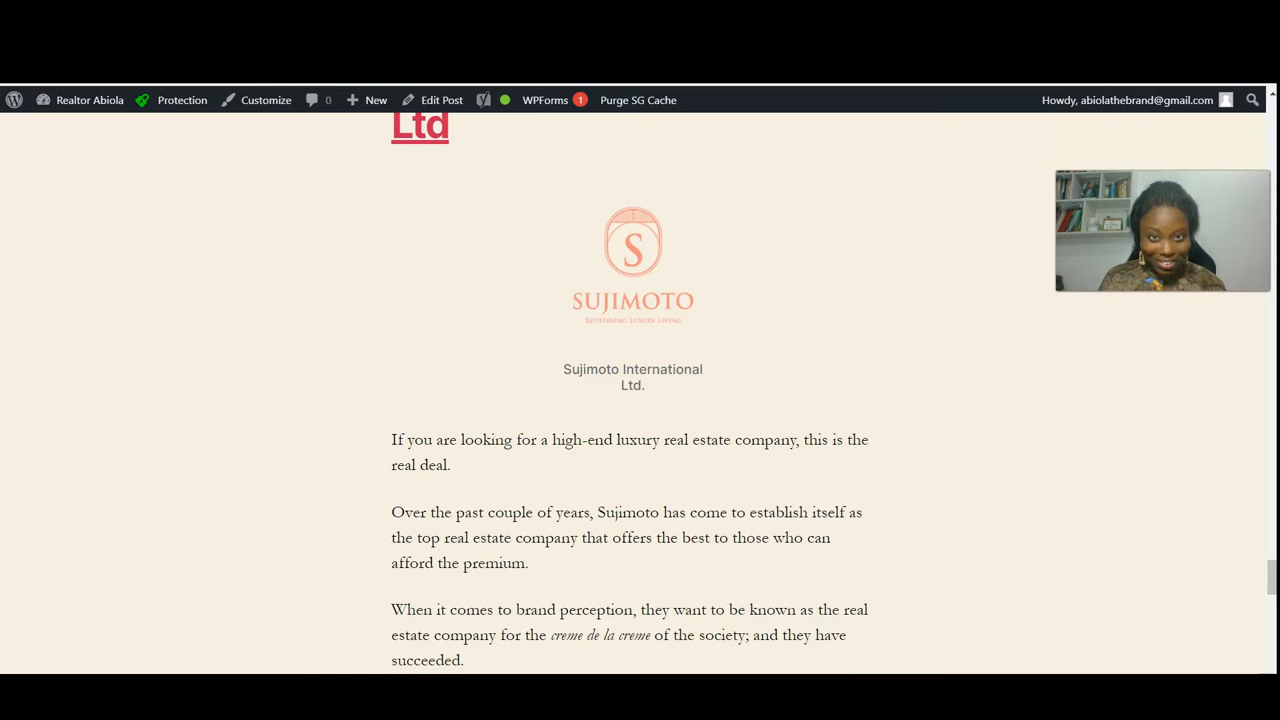 Realtor Abiola Protection Customize 0 New Edit Post WPForms 1 Purge SG Cache Howdy, abiolathebrand@gmail.com
Ltd
S
SUJIMOTO
REDEFINING LUXURY LIVING
Sujimoto International
Ltd.
If you are looking for a high-end luxury real estate company, this is the
real deal.
Over the past couple of years, Sujimoto has come to establish itself as
the top real estate company that offers the best to those who can
afford the premium.
When it comes to brand perception, they want to be known as the real
estate company for the creme de la creme of the society; and they have
succeeded.